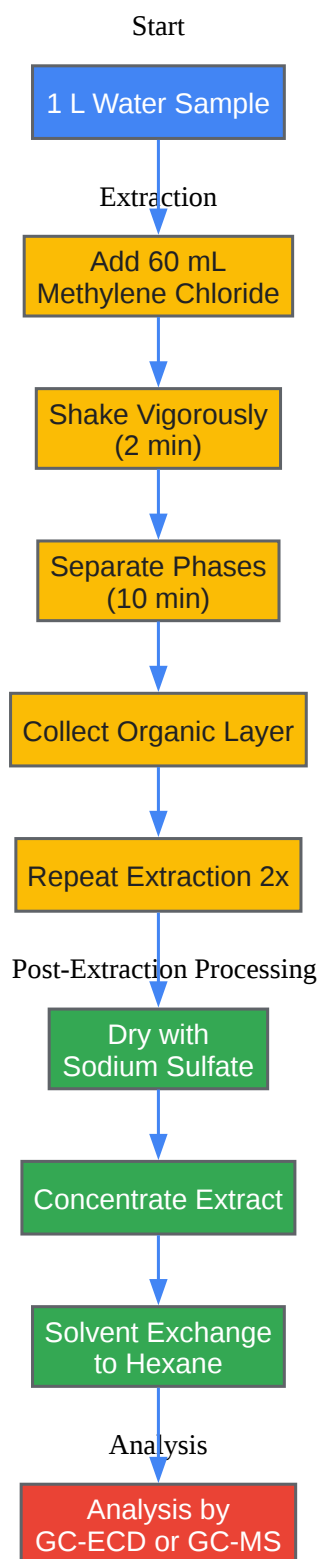 Start
1 L Water Sample
Extraction
Add 60 mL
Methylene Chloride
Shake Vigorously
(2 min)
Separate Phases
(10 min)
Collect Organic Layer
Repeat Extraction 2x
Post-Extraction Processing
Dry with
Sodium Sulfate
Concentrate Extract
Solvent Exchange
to Hexane
Analysis
Analysis by
GC-ECD or GC-MS